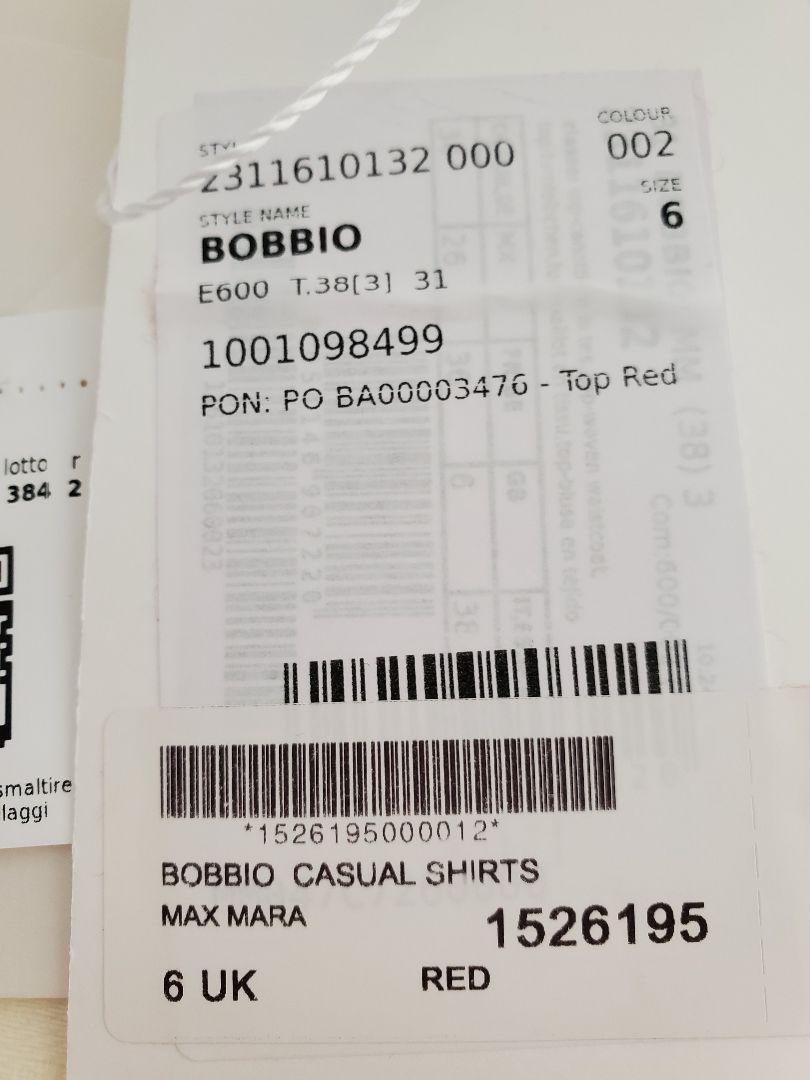 COLOUR
2311610132 000 002
SIZE
STYLE NAME 6
BOBBIO
E600 T.38[3] 31
1001098499
PON: PO BA00003476 - Top Red
lotto r
384 2
smaltire
laggi
*1526195000012*
BOBBIO CASUAL SHIRTS
MAX MARA 1526195
6 UK RED